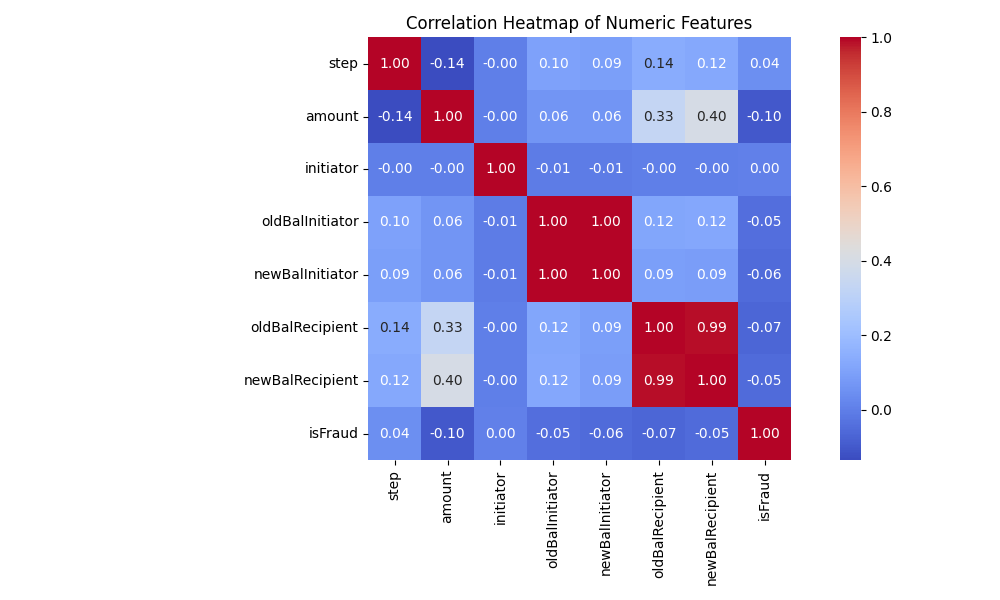 Correlation Heatmap of Numeric Features
step 1.00 -0.14 -0.00 0.10 0.09 0.14 0.12 0.04
amount -0.14 1.00 -0.00 0.06 0.06 0.33 0.40 -0.10
initiator -0.00 -0.00 1.00 -0.01 -0.01 -0.00 -0.00 0.00
oldBalInitiator 0.10 0.06 -0.01 1.00 1.00 0.12 0.12 -0.05
newBalInitiator 0.09 0.06 -0.01 1.00 1.00 0.09 0.09 -0.06
oldBalRecipient 0.14 0.33 -0.00 0.12 0.09 1.00 0.99 -0.07
newBalRecipient 0.12 0.40 -0.00 0.12 0.09 0.99 1.00 -0.05
isFraud 0.04 -0.10 0.00 -0.05 -0.06 -0.07 -0.05 1.00
step
amount
initiator
oldBalInitiator
newBalInitiator
oldBalRecipient
newBalRecipient
isFraud
1.0
0.8
0.6
0.4
0.2
0.0